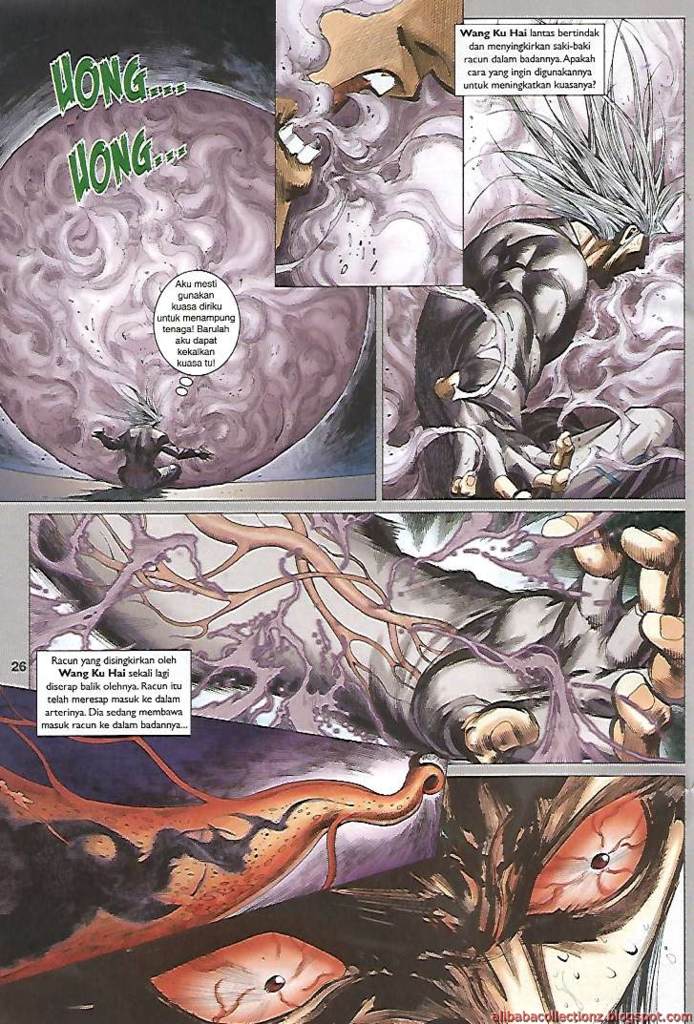 UONG...
UONG...
Wang Ku Hai lantas bertindak
dan menyingkirkan saki-baki
racun dalam badannya. Apakah
cara yang ingin digunakannya
untuk meningkatkan kuasanya?
Aku mesti
gunakan
kuasa diriku
untuk menampung
tenaga! Barulah
aku dapat
kekalkan
kuasa tu!
26
Racun yang disingkirkan oleh
Wang Ku Hai sekali lagi
diserap balik olehnya. Racun itu
telah meresap masuk ke dalam
arterinya. Dia sedang membawa
masuk racun ke dalam badannya...
alibabacollectionz.blogspot.com